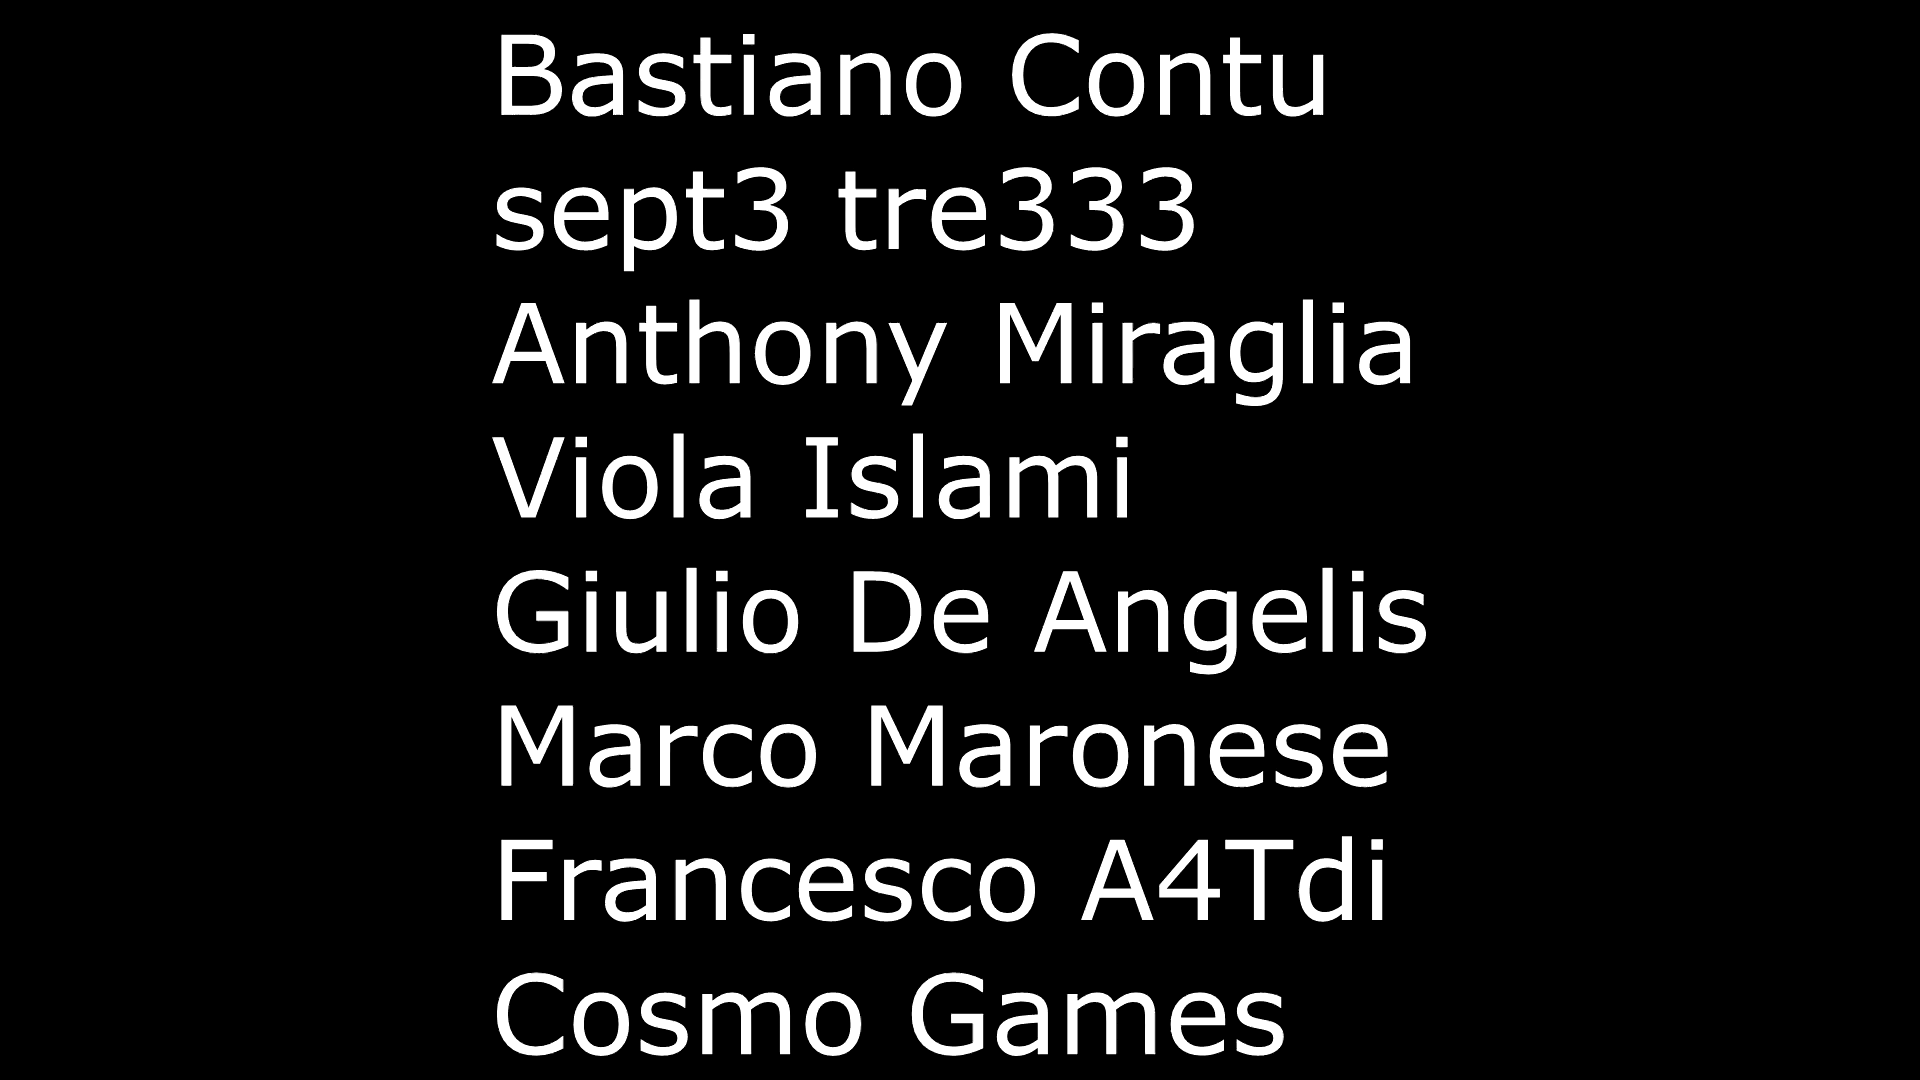 Bastiano Contu
sept3 tre333
Anthony Miraglia
Viola Islami
Giulio De Angelis
Marco Maronese
Francesco A4Tdi
Cosmo Games